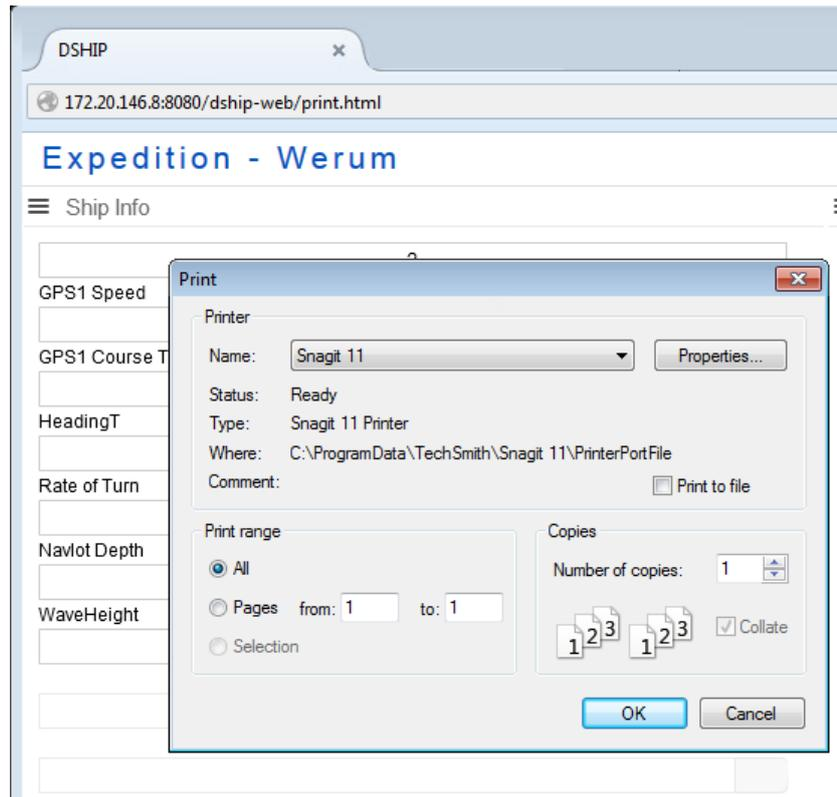 DSHIP
172.20.146.8:8080/dship-web/print.html
Expedition - Werum
Ship Info
GPS1 Speed
GPS1 Course T
HeadingT
Rate of Turn
Navlot Depth
WaveHeight
Print
Printer
Name: Snagit 11 Properties...
Status: Ready
Type: Snagit 11 Printer
Where: C:\ProgramData\TechSmith\Snagit 11\PrinterPortFile
Comment: Print to file
Print range
All
Pages from: 1 to: 1
Selection
Copies
Number of copies: 1
1 2 3 1 2 3 Collate
OK Cancel